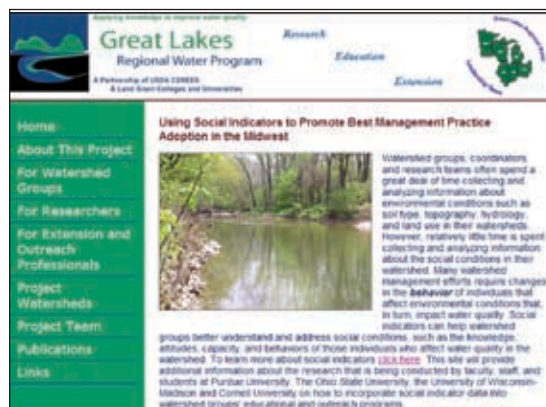 Applying knowledge to improve water quality
Great Lakes
Regional Water Program
A Partnership of USDA CSREES
& Land Grant Colleges and Universities
Research
Education
Extension
Home
About This Project
For Watershed
Groups
For Researchers
For Extension and
Outreach
Professionals
Project
Watersheds
Project Team
Publications
Links
Using Social Indicators to Promote Best Management Practice
Adoption in the Midwest
Watershed groups, coordinators,
and research teams often spend a
great deal of time collecting and
analyzing information about
environmental conditions such as
soil type, topography, hydrology,
and land use in their watersheds.
However, relatively little time is spent
collecting and analyzing information
about the social conditions in their
watershed. Many watershed
management efforts require changes
in the behavior of individuals that
affect environmental conditions that,
in turn, impact water quality. Social
indicators can help watershed
groups better understand and address social conditions, such as the knowledge,
attitudes, capacity, and behaviors of those individuals who affect water quality in the
watershed. To learn more about social indicators click here. This site will provide
additional information about the research that is being conducted by faculty, staff, and
students at Purdue University, The Ohio State University, the University of Wisconsin-
Madison and Cornell University on how to incorporate social indicator data into
watershed groups' educational and outreach programs.